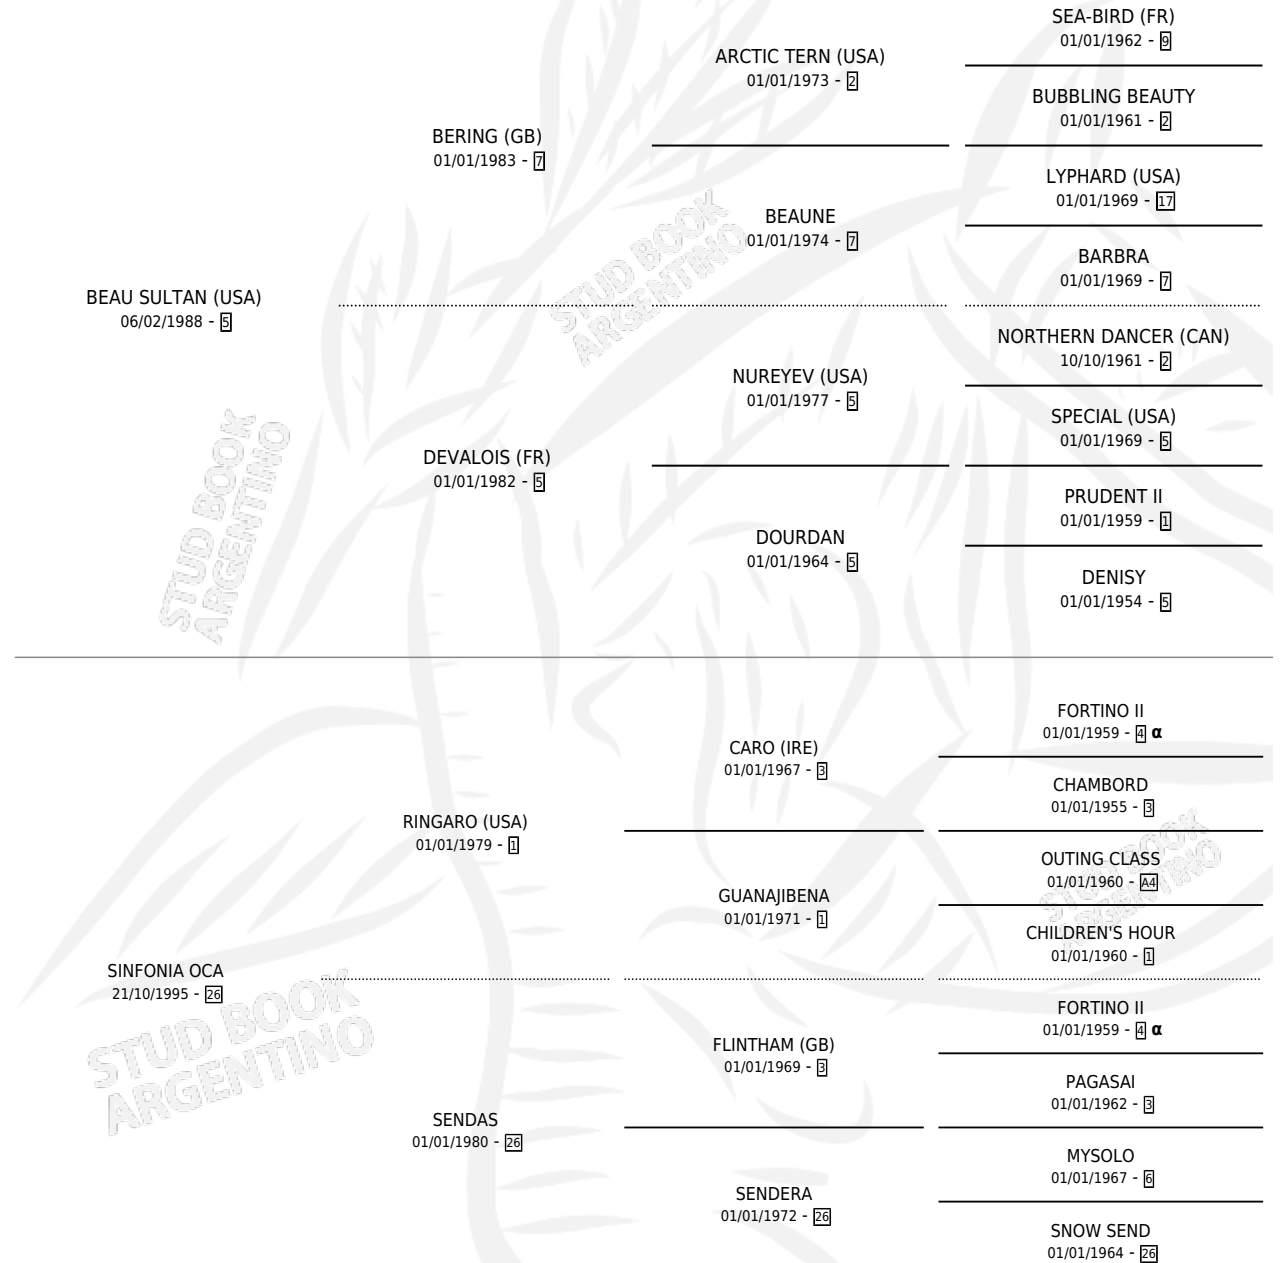 SEA-BIRD (FR)
01/01/1962 - 9
ARCTIC TERN (USA)
01/01/1973 - 2
BUBBLING BEAUTY
01/01/1961 - 2
BERING (GB)
01/01/1983 - 7
LYPHARD (USA)
01/01/1969 - 17
BEAUNE
01/01/1974 - 7
BARBRA
01/01/1969 - 7
BEAU SULTAN (USA)
06/02/1988 - 5
NORTHERN DANCER (CAN)
10/10/1961 - 2
NUREYEV (USA)
01/01/1977 - 5
SPECIAL (USA)
01/01/1969 - 5
DEVALOIS (FR)
01/01/1982 - 5
PRUDENT II
01/01/1959 - 1
DOURDAN
01/01/1964 - 5
DENISY
01/01/1954 - 5
FORTINO II
01/01/1959 - 4 α
CARO (IRE)
01/01/1967 - 3
CHAMBORD
01/01/1955 - 3
RINGARO (USA)
01/01/1979 - 1
OUTING CLASS
01/01/1960 - A4
GUANAJIBENA
01/01/1971 - 1
CHILDREN'S HOUR
01/01/1960 - 1
SINFONIA OCA
21/10/1995 - 26
FORTINO II
01/01/1959 - 4 α
FLINTHAM (GB)
01/01/1969 - 3
PAGASAI
01/01/1962 - 3
SENDAS
01/01/1980 - 26
MYSOLO
01/01/1967 - 6
SENDERA
01/01/1972 - 26
SNOW SEND
01/01/1964 - 26
STUD BOOK
ARGENTINO
STUD BOOK
ARGENTINO
STUD BOOK
ARGENTINO
STUD BOOK
ARGENTINO